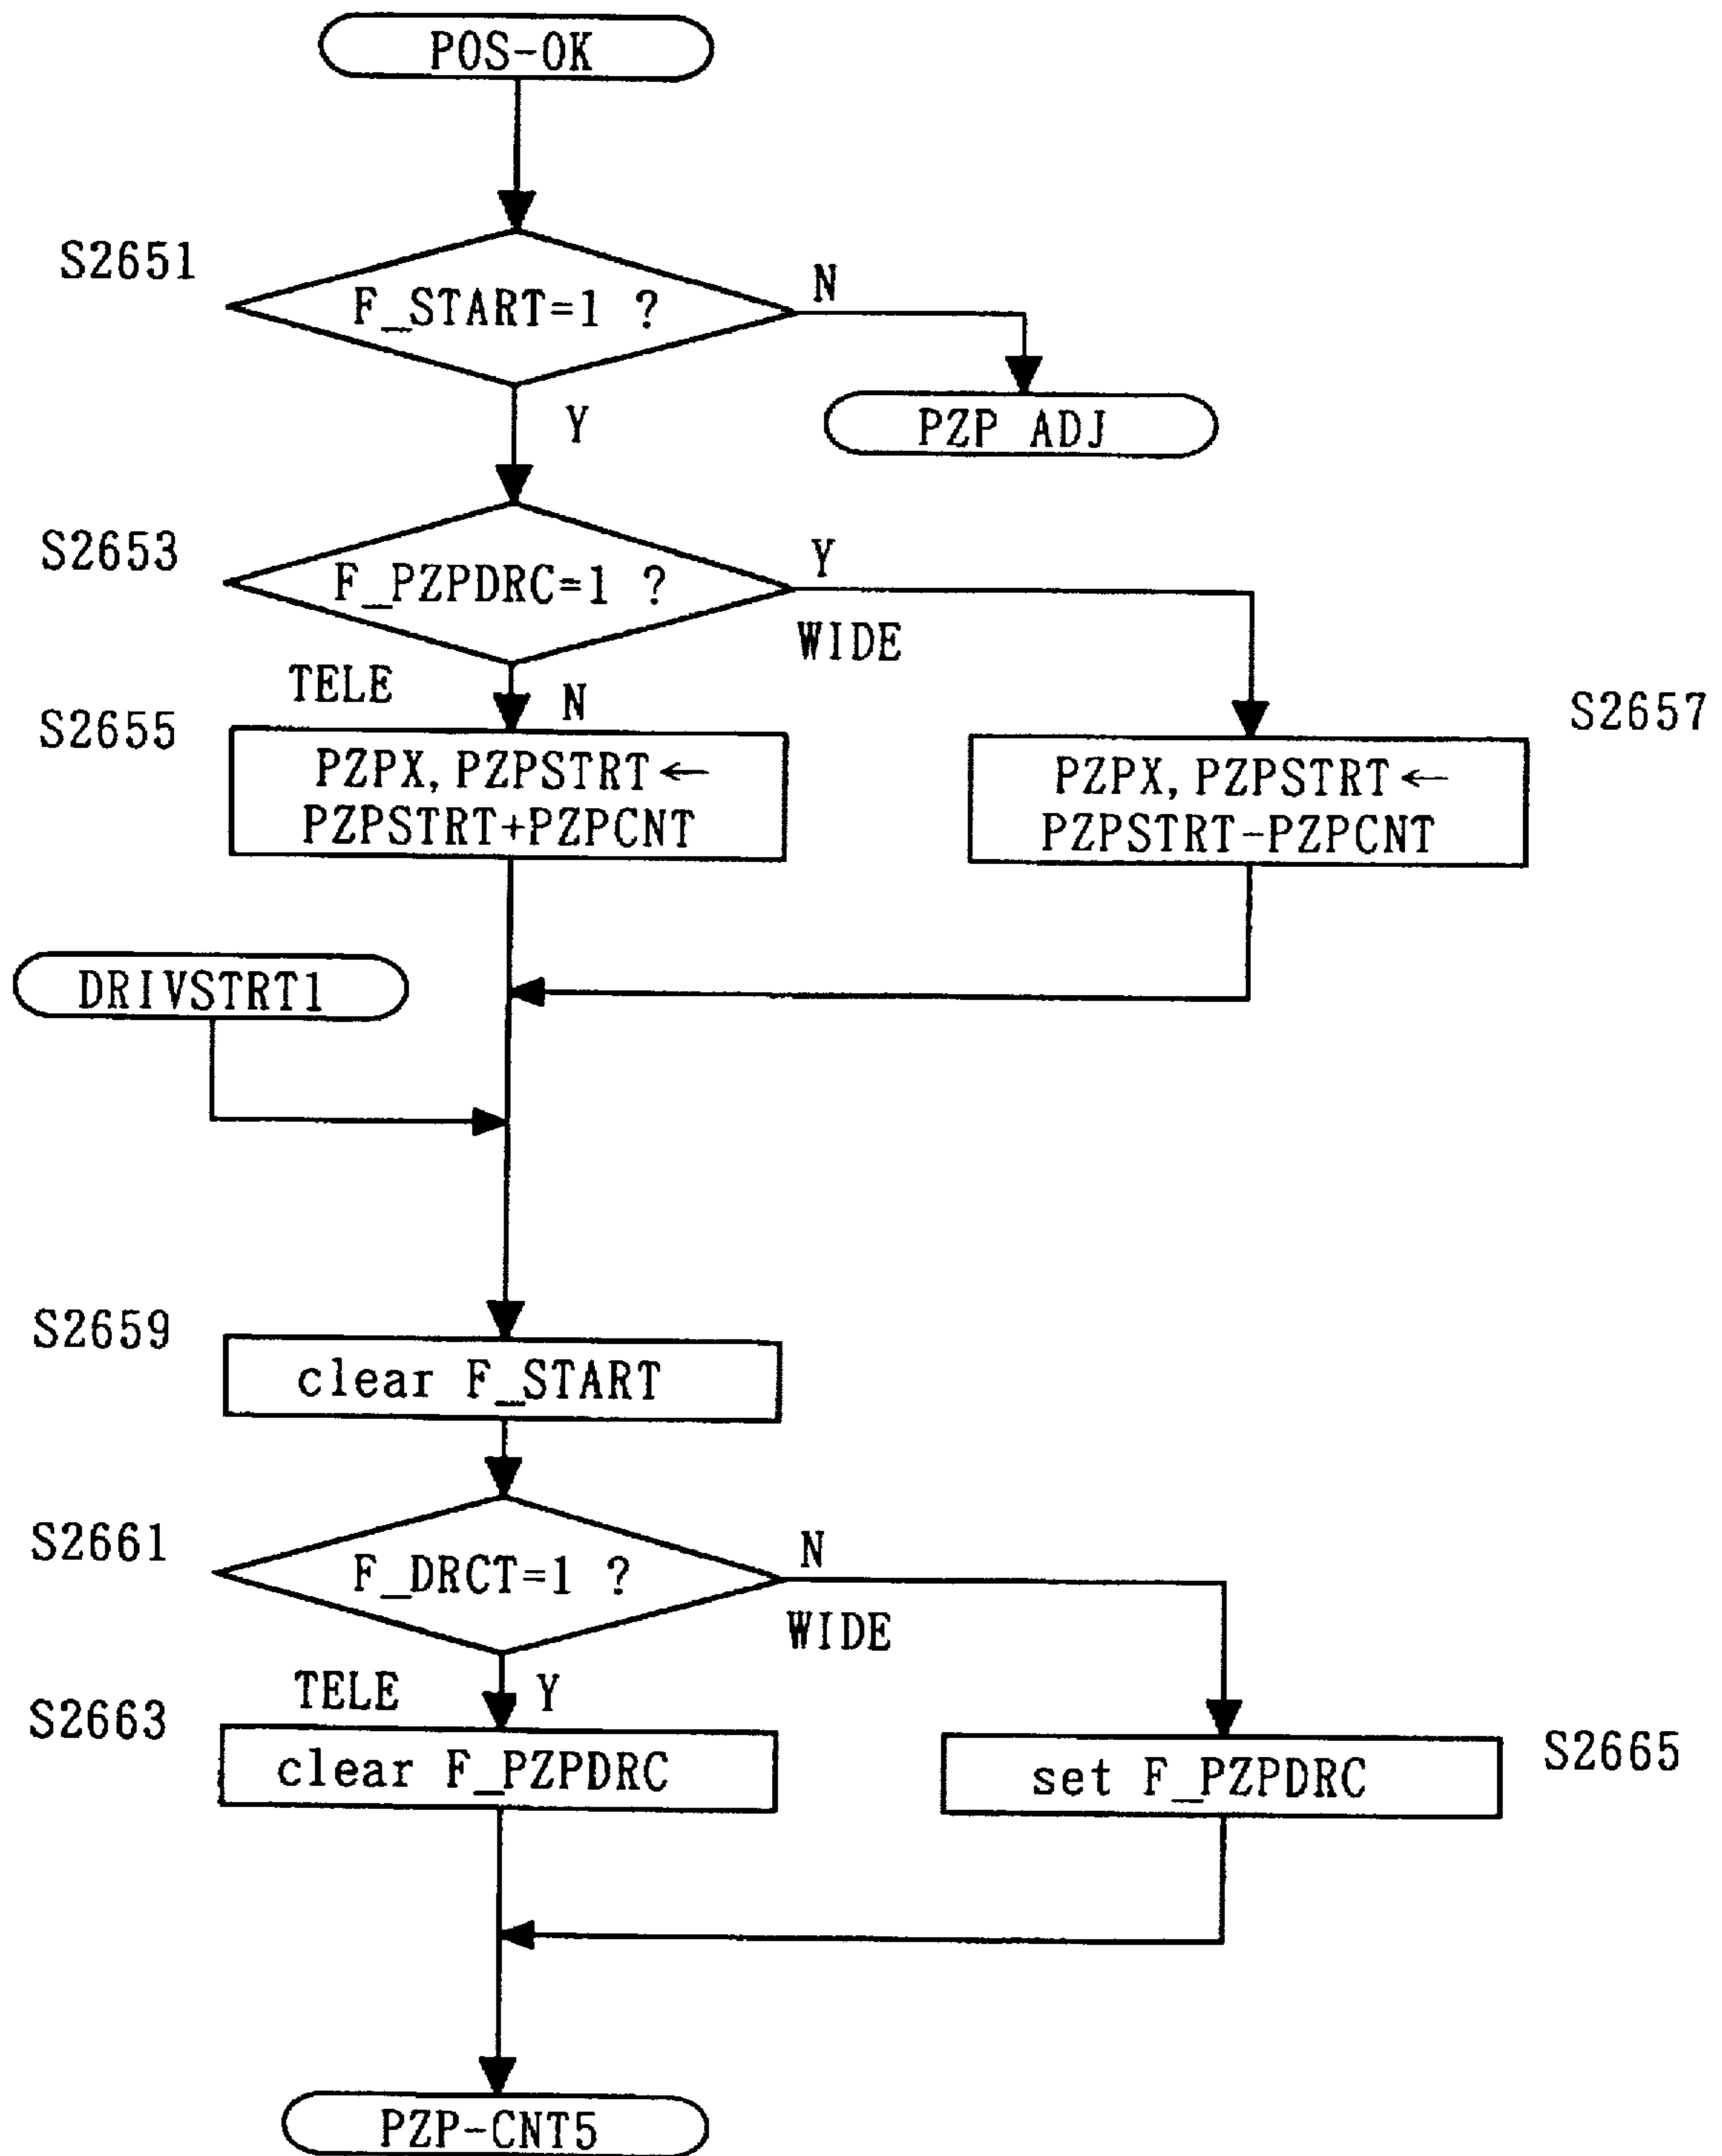 POS-OK
S2651
F_START=1 ?
N
Y
PZP ADJ
S2653
F_PZPDRC=1 ?
Y
WIDE
TELE
N
S2655
PZPX, PZPSTRT←
PZPSTRT+PZPCNT
S2657
PZPX, PZPSTRT←
PZPSTRT-PZPCNT
DRIVSTRT1
S2659
clear F_START
S2661
F_DRCT=1 ?
N
WIDE
TELE
Y
S2663
clear F_PZPDRC
S2665
set F_PZPDRC
PZP-CNT5